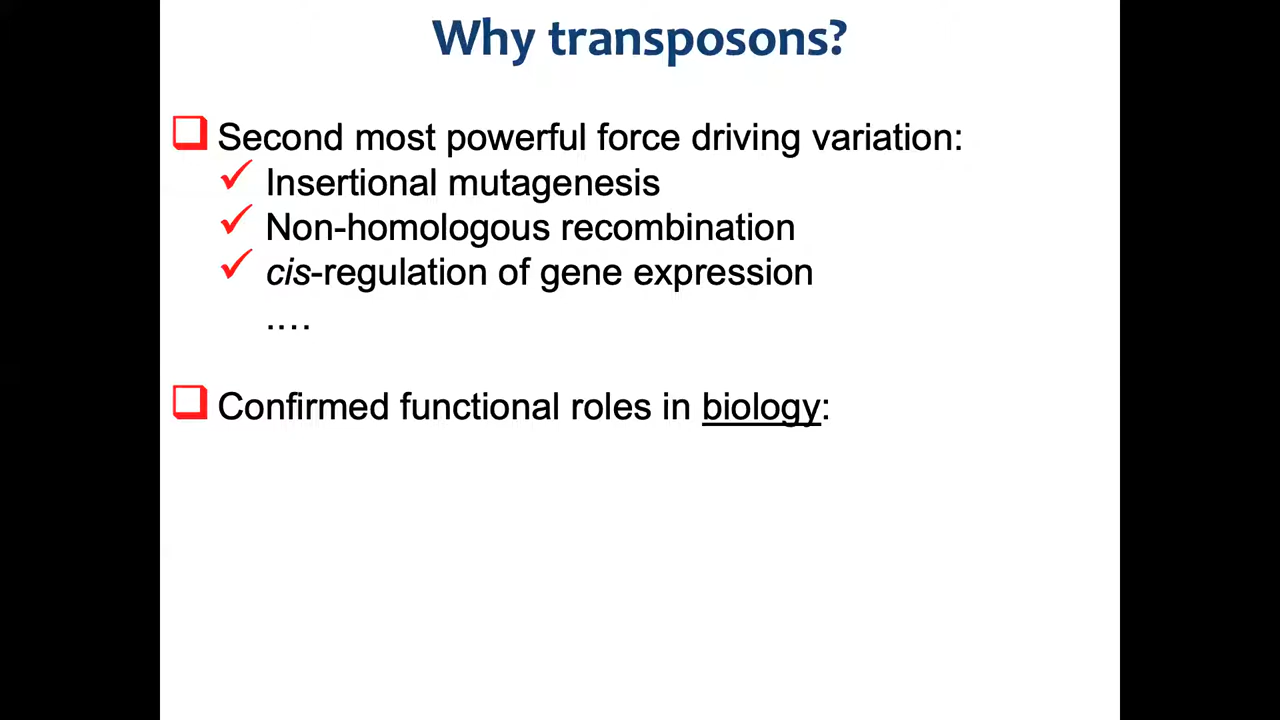 Why transposons?
Second most powerful force driving variation:
Insertional mutagenesis
Non-homologous recombination
cis-regulation of gene expression
.…
Confirmed functional roles in biology: